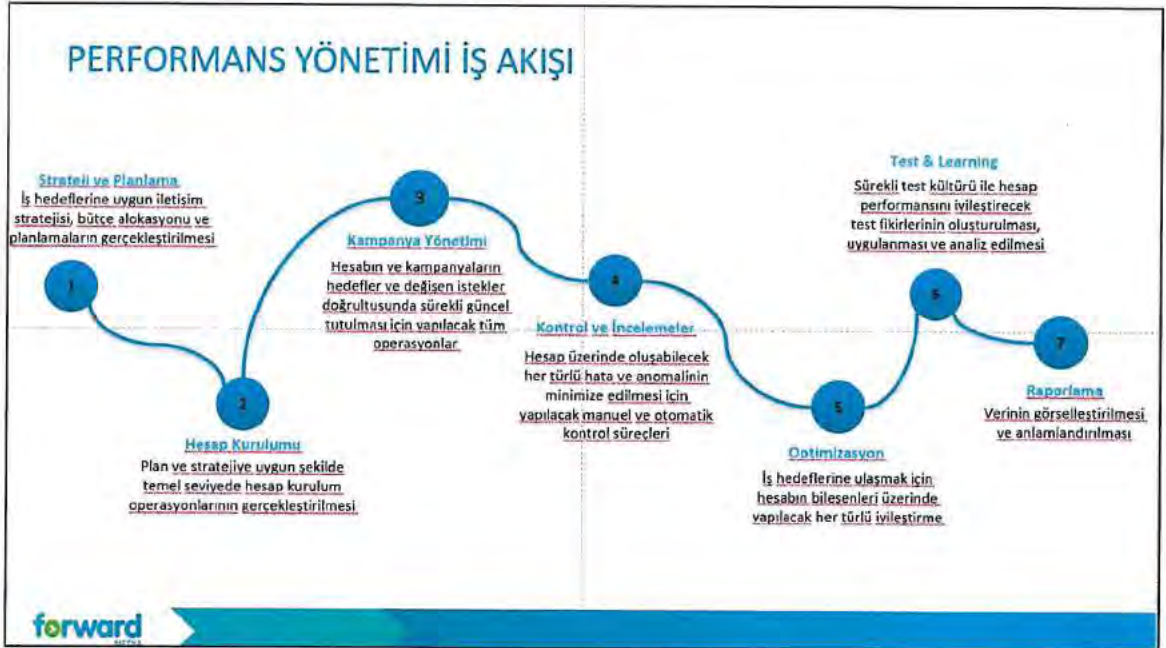 PERFORMANS YÖNETİMİ İŞ AKIŞI
1
Strateji ve Planlama
İş hedeflerine uygun iletişim
stratejisi, bütçe alokasyonu ve
planlamaların gerçekleştirilmesi
2
Hesap Kurulumu
Plan ve stratejiye uygun şekilde
temel seviyede hesap kurulum
operasyonlarının gerçekleştirilmesi
3
Kampanya Yönetimi
Hesabın ve kampanyaların
hedefler ve değişen istekler
doğrultusunda sürekli güncel
tutulması için yapılacak tüm
operasyonlar
4
Kontrol ve İncelemeler
Hesap üzerinde oluşabilecek
her türlü hata ve anomalinin
minimize edilmesi için
yapılacak manuel ve otomatik
kontrol süreçleri
5
Optimizasyon
İş hedeflerine ulaşmak için
hesabın bileşenleri üzerinde
yapılacak her türlü iyileştirme
6
Test & Learning
Sürekli test kültürü ile hesap
performansını iyileştirecek
test fikirlerinin oluşturulması,
uygulanması ve analiz edilmesi
7
Raporlama
Verinin görselleştirilmesi
ve anlamlandırılması
forward
MEDIA